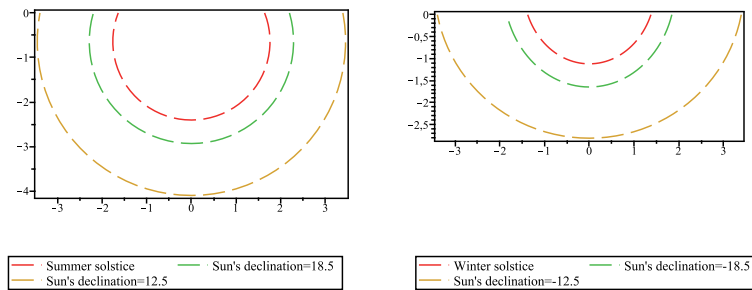 0
-1
-2
-3
-4
-3 -2 -1 0 1 2 3
Summer solstice Sun's declination=18.5
Sun's declination=12.5
0
-0,5
-1
-1,5
-2
-2,5
-3 -2 -1 0 1 2 3
Winter solstice Sun's declination=-18.5
Sun's declination=-12.5